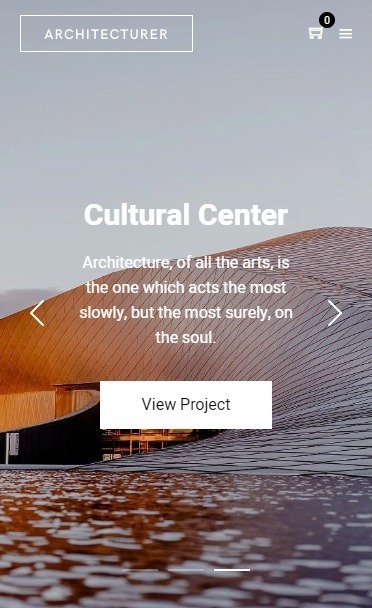 ARCHITECTURER
0
Cultural Center
Architecture, of all the arts, is
the one which acts the most
slowly, but the most surely, on
the soul.
View Project